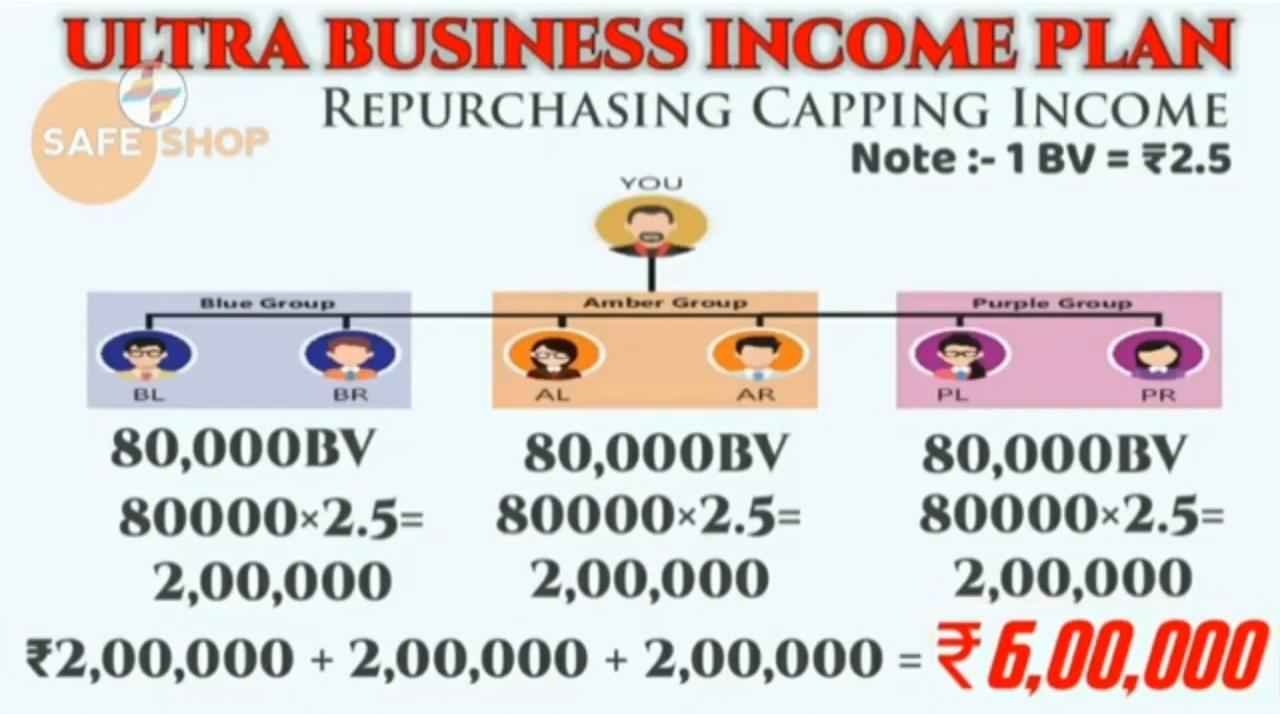 ULTRA BUSINESS INCOME PLAN
SAFE SHOP
REPURCHASING CAPPING INCOME
Note :- 1 BV = ₹2.5
YOU
Blue Group Amber Group Purple Group
BL BR AL AR PL PR
80,000BV 80,000BV 80,000BV
80000×2.5= 80000×2.5= 80000×2.5=
2,00,000 2,00,000 2,00,000
₹2,00,000 + 2,00,000 + 2,00,000 = ₹6,00,000